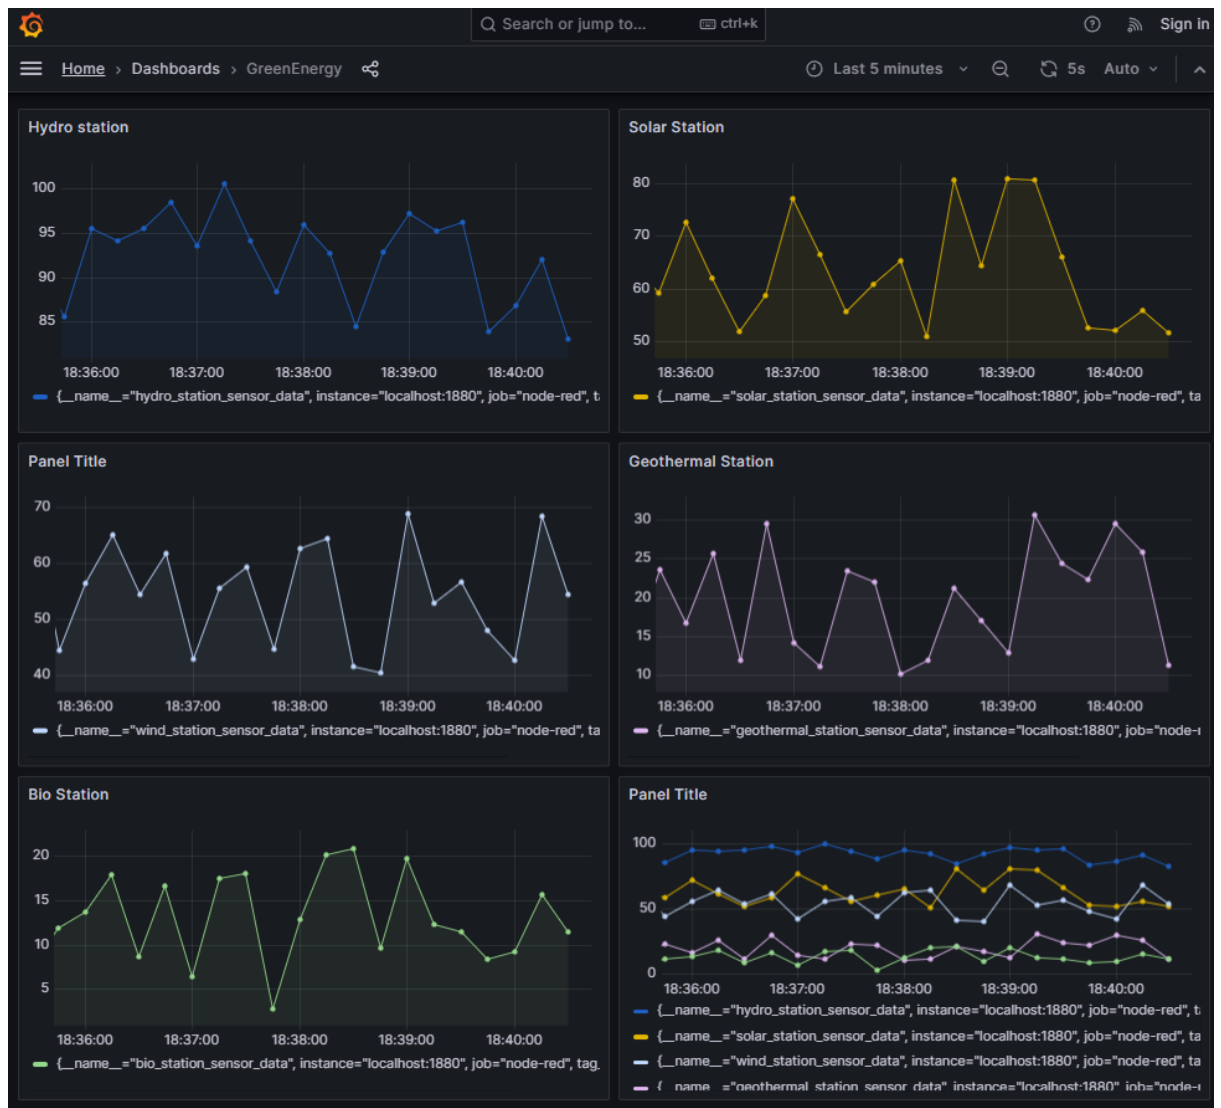 Search or jump to... ctrl+k
Sign in
Home › Dashboards › GreenEnergy
Last 5 minutes
5s Auto
Hydro station
100
95
90
85
18:36:00 18:37:00 18:38:00 18:39:00 18:40:00
{__name__="hydro_station_sensor_data", instance="localhost:1880", job="node-red", ta
Solar Station
80
70
60
50
18:36:00 18:37:00 18:38:00 18:39:00 18:40:00
{__name__="solar_station_sensor_data", instance="localhost:1880", job="node-red", ta
Panel Title
70
60
50
40
18:36:00 18:37:00 18:38:00 18:39:00 18:40:00
{__name__="wind_station_sensor_data", instance="localhost:1880", job="node-red", ta
Geothermal Station
30
25
20
15
10
18:36:00 18:37:00 18:38:00 18:39:00 18:40:00
{__name__="geothermal_station_sensor_data", instance="localhost:1880", job="node-r
Bio Station
20
15
10
5
18:36:00 18:37:00 18:38:00 18:39:00 18:40:00
{__name__="bio_station_sensor_data", instance="localhost:1880", job="node-red", tag_
Panel Title
100
50
0
18:36:00 18:37:00 18:38:00 18:39:00 18:40:00
{__name__="hydro_station_sensor_data", instance="localhost:1880", job="node-red", ta
{__name__="solar_station_sensor_data", instance="localhost:1880", job="node-red", ta
{__name__="wind_station_sensor_data", instance="localhost:1880", job="node-red", ta
{__name__="geothermal_station_sensor_data", instance="localhost:1880", job="node-r